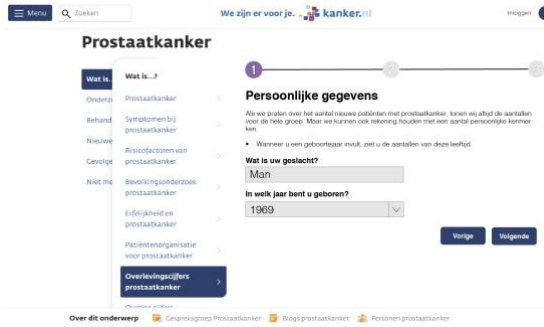 Menu
Zoeken
We zijn er voor je.
kanker.nl
Inloggen
Prostaatkanker
Wat is
Onderz
Behand
Nieuwe
Gevolge
Niet me
Wat is...?
Prostaatkanker
Symptomen bij
prostaatkanker
Risicofactoren van
prostaatkanker
Bevolkingsonderzoek
prostaatkanker
Erfelijkheid en
prostaatkanker
Patiëntenorganisatie
voor prostaatkanker
Overlevingscijfers
prostaatkanker
1
Persoonlijke gegevens
Als we praten over het aantal nieuwe patiënten met prostaatkanker, tonen wij altijd de aantallen
voor de hele groep. Maar we kunnen ook rekening houden met een aantal persoonlijke kenmer-
ken.
• Wanneer u een geboortejaar invult, ziet u de aantallen van deze leeftijd.
Wat is uw geslacht?
Man
In welk jaar bent u geboren?
1969
Vorige
Volgende
Over dit onderwerp
Gespreksgroep Prostaatkanker
Blogs prostaatkanker
Personen prostaatkanker